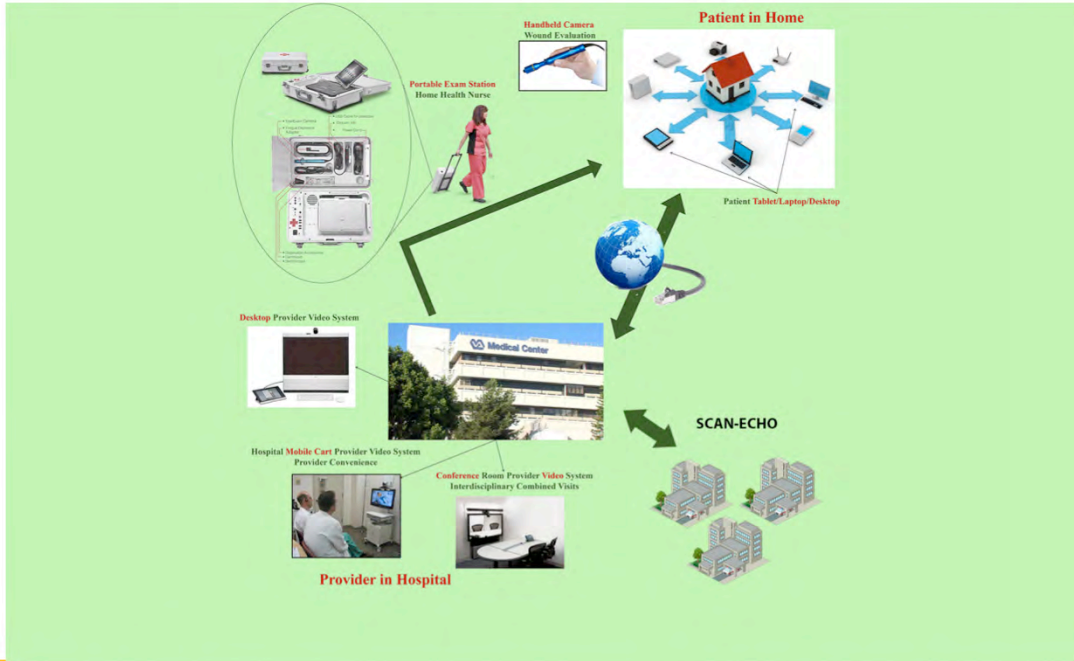 Patient in Home
Handheld Camera
Wound Evaluation
Portable Exam Station
Home Health Nurse
Patient Tablet/Laptop/Desktop
Desktop Provider Video System
VA Medical Center
SCAN-ECHO
Hospital Mobile Cart Provider Video System
Provider Convenience
Conference Room Provider Video System
Interdisciplinary Combined Visits
Provider in Hospital